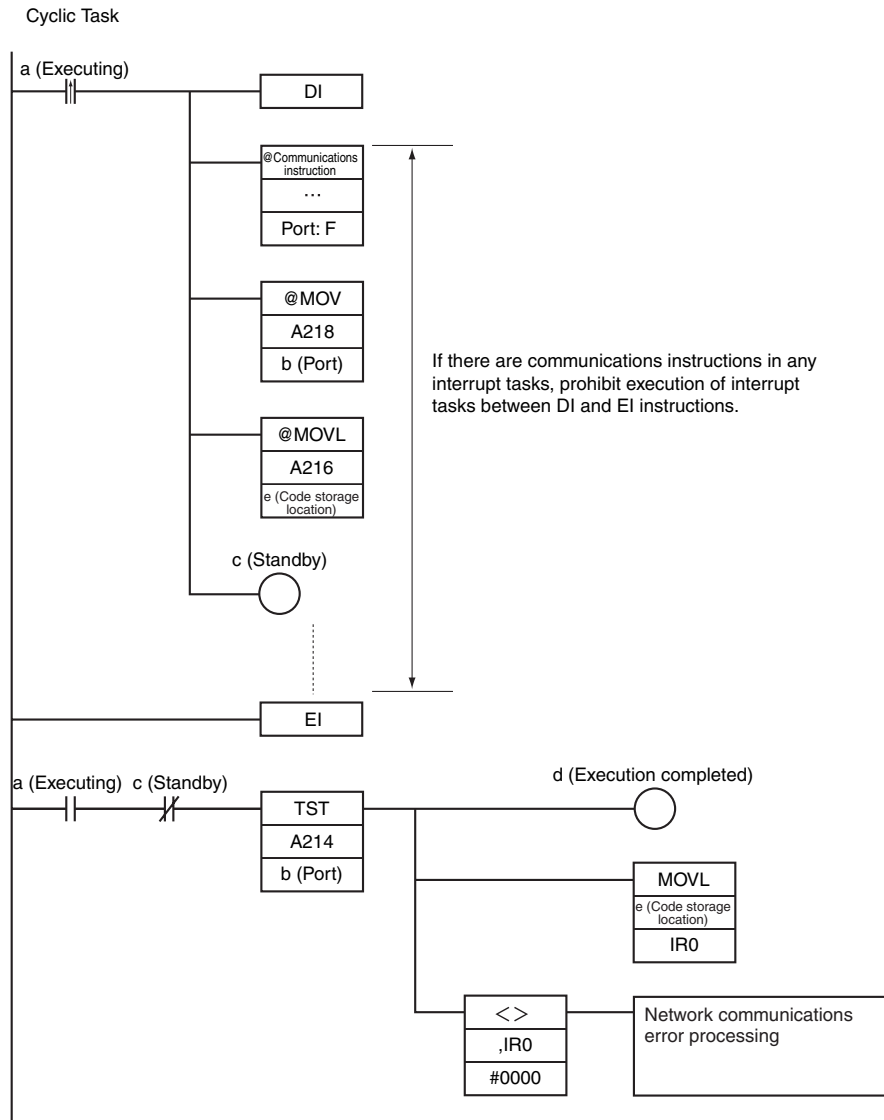 Cyclic Task
a (Executing)
DI
@Communications
instruction
...
Port: F
@MOV
A218
b (Port)
If there are communications instructions in any
interrupt tasks, prohibit execution of interrupt
tasks between DI and EI instructions.
@MOVL
A216
e (Code storage
location)
c (Standby)
EI
a (Executing) c (Standby)
d (Execution completed)
TST
A214
b (Port)
MOVL
e (Code storage
location)
IR0
<>
,IR0
#0000
Network communications
error processing